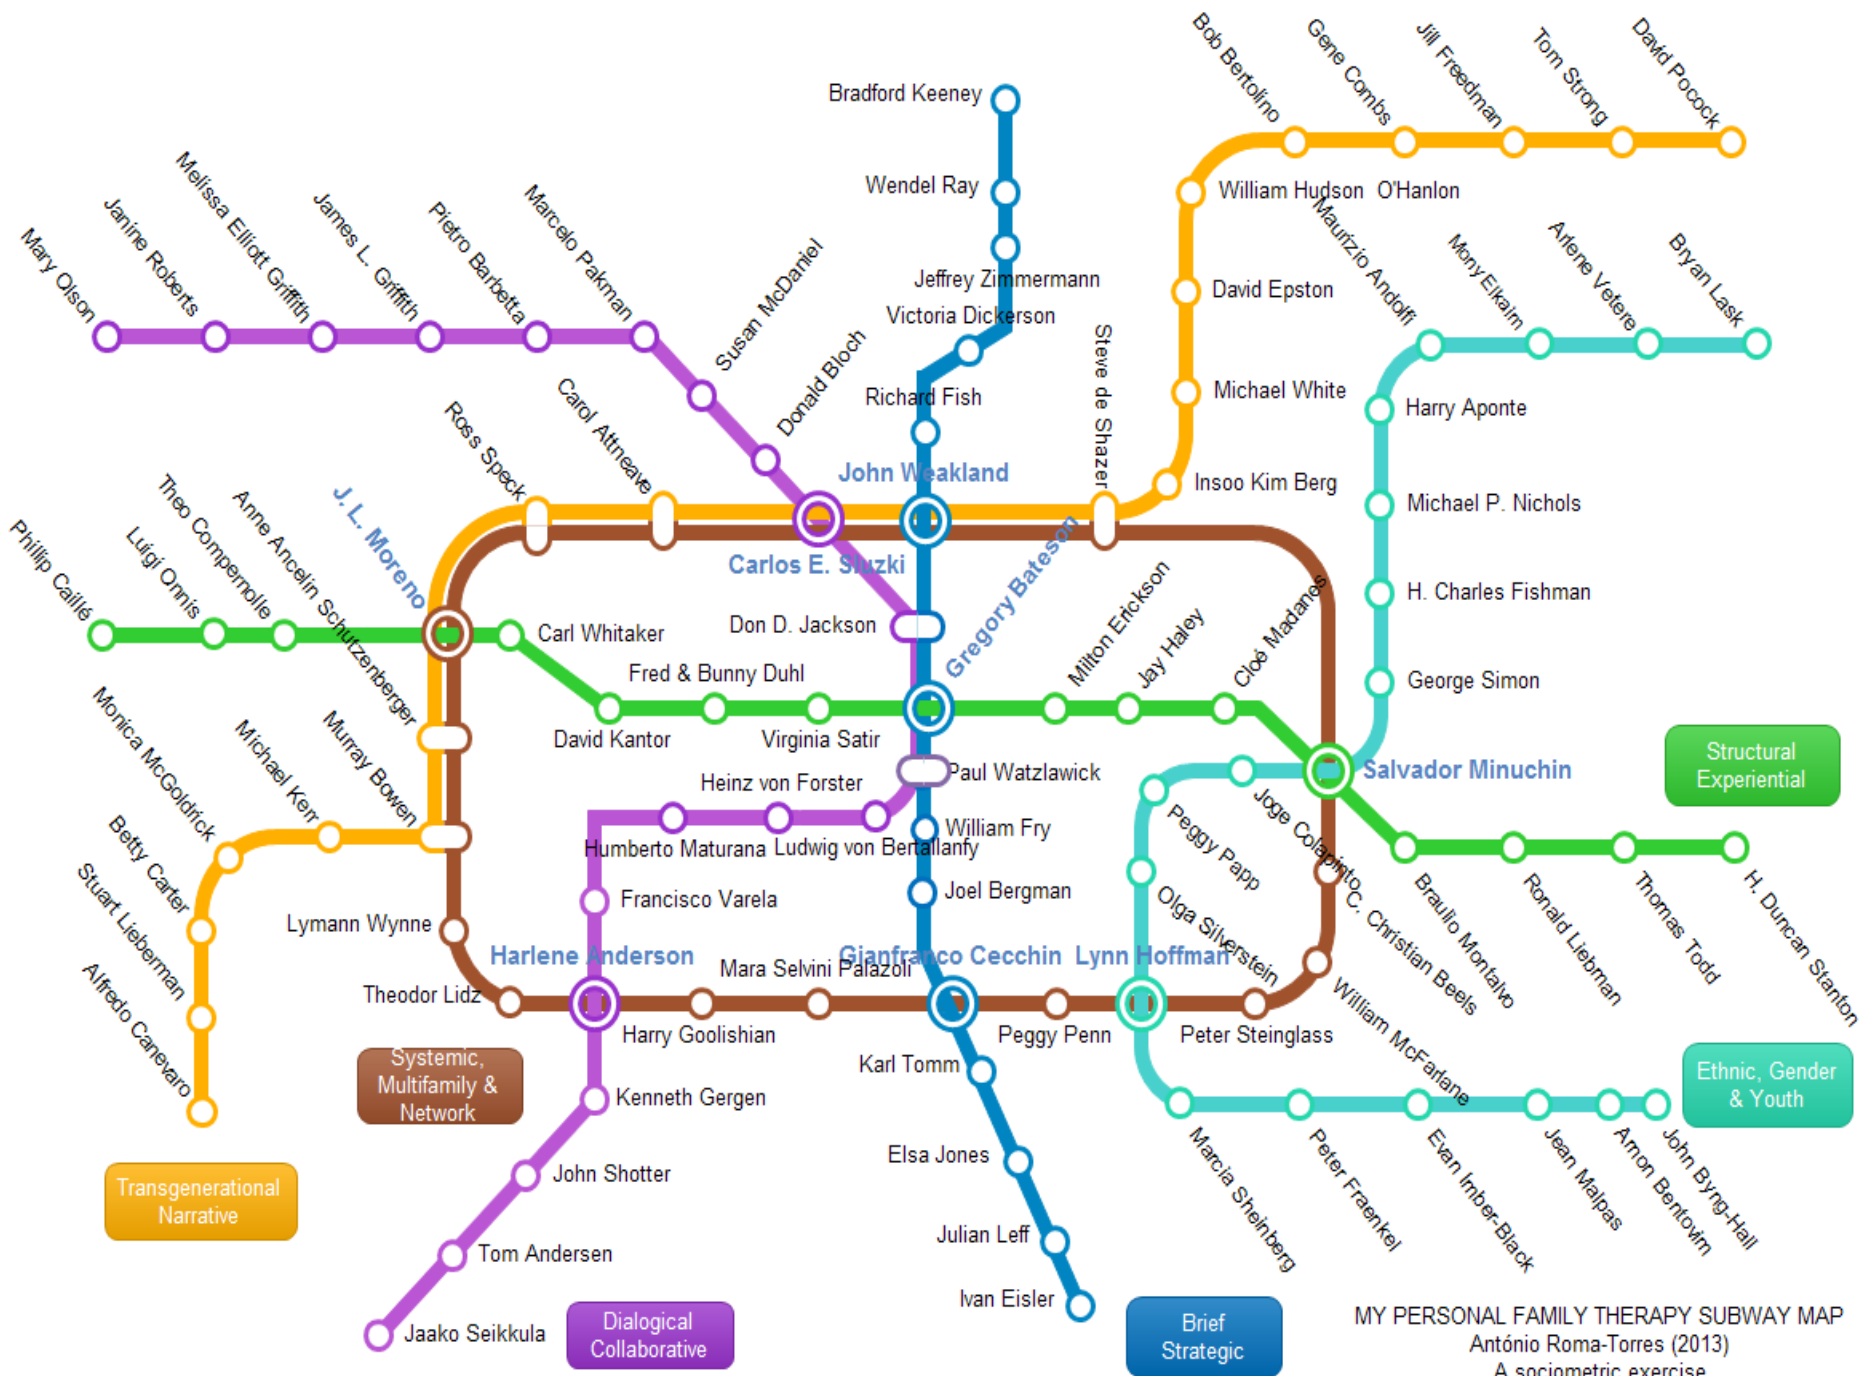 Bradford Keeney
Wendel Ray
Jeffrey Zimmermann
Victoria Dickerson
Richard Fish
John Weakland
Bob Bertolino
Gene Combs
Jill Freedman
Tom Strong
David Pocock
William Hudson O'Hanlon
David Epston
Michael White
Insoo Kim Berg
Steve de Shazer
Maurizio Andolfi
Mony Elkaim
Arlene Vetere
Bryan Lask
Harry Aponte
Michael P. Nichols
H. Charles Fishman
George Simon
Mary Olson
Janine Roberts
Melissa Elliott Griffith
James L. Griffith
Pietro Barbetta
Marcelo Pakman
Susan McDaniel
Donald Bloch
Carlos E. Sluzki
Ross Speck
Carol Attneave
J. L. Moreno
Phillip Caillé
Luigi Onnis
Theo Compernolle
Anne Ancelin Schutzenberger
Carl Whitaker
Fred & Bunny Duhl
David Kantor
Virginia Satir
Don D. Jackson
Gregory Bateson
Milton Erickson
Jay Haley
Cloé Madanes
Salvador Minuchin
Structural
Experiential
Monica McGoldrick
Michael Kerr
Murray Bowen
Betty Carter
Stuart Lieberman
Alfredo Canevaro
Heinz von Forster
Paul Watzlawick
Humberto Maturana
Ludwig von Bertallanfy
William Fry
Joel Bergman
Francisco Varela
Lymann Wynne
Theodor Lidz
Harlene Anderson
Mara Selvini Palazoli
Gianfranco Cecchin
Lynn Hoffman
Harry Goolishian
Peggy Penn
Peter Steinglass
Peggy Papp
Joge Colapinto
Olga Silverstein
C. Christian Beels
William McFarlane
Braulio Montalvo
Ronald Liebman
Thomas Todd
H. Duncan Stanton
Systemic,
Multifamily &
Network
Ethnic, Gender
& Youth
Transgenerational
Narrative
Kenneth Gergen
John Shotter
Tom Andersen
Jaako Seikkula
Dialogical
Collaborative
Karl Tomm
Elsa Jones
Julian Leff
Ivan Eisler
Brief
Strategic
Marcia Sheinberg
Peter Fraenkel
Evan Imber-Black
Jean Malpas
Arnon Bentovim
John Byng-Hall
MY PERSONAL FAMILY THERAPY SUBWAY MAP
António Roma-Torres (2013)
A sociometric exercise